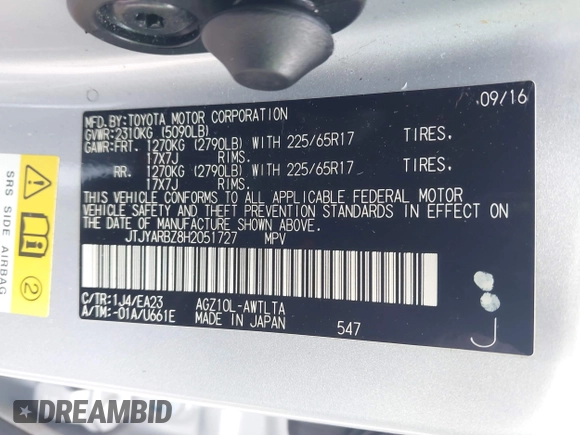 09/16
MFD.BY:TOYOTA MOTOR CORPORATION
GVWR:2310KG (5090LB)
GAWR:FRT. 1270KG (2790LB) WITH 225/65R17 TIRES,
17X7J RIMS.
RR. 1270KG (2790LB) WITH 225/65R17 TIRES,
17X7J RIMS.
THIS VEHICLE CONFORMS TO ALL APPLICABLE FEDERAL MOTOR
VEHICLE SAFETY AND THEFT PREVENTION STANDARDS IN EFFECT ON
THE DATE OF MANUFACTURE SHOWN ABOVE.
JTJYARBZ8H2051727 MPV
C/TR:1J4/EA23 AGZ10L-AWTLTA
A/TM:-01A/U661E MADE IN JAPAN 547
J
SRS SIDE AIRBAG
2
DREAMBID